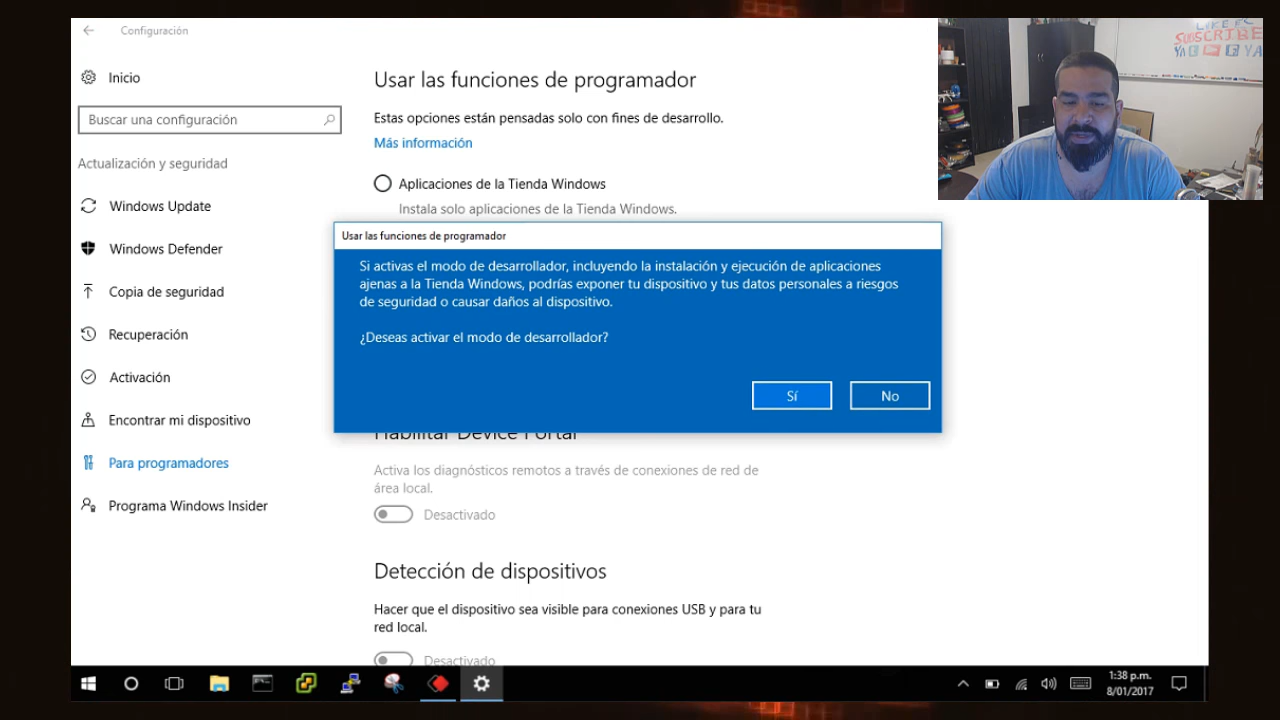 Configuración
Inicio
Buscar una configuración
Actualización y seguridad
Windows Update
Windows Defender
Copia de seguridad
Recuperación
Activación
Encontrar mi dispositivo
Para programadores
Programa Windows Insider
Usar las funciones de programador
Estas opciones están pensadas solo con fines de desarrollo.
Más información
Aplicaciones de la Tienda Windows
Instala solo aplicaciones de la Tienda Windows.
Usar las funciones de programador
Si activas el modo de desarrollador, incluyendo la instalación y ejecución de aplicaciones
ajenas a la Tienda Windows, podrías exponer tu dispositivo y tus datos personales a riesgos
de seguridad o causar daños al dispositivo.
¿Deseas activar el modo de desarrollador?
Sí
No
Habilitar Device Portal
Activa los diagnósticos remotos a través de conexiones de red de
área local.
Desactivado
Detección de dispositivos
Hacer que el dispositivo sea visible para conexiones USB y para tu
red local.
Desactivado
SUBSCRIBE
1:38 p.m.
8/01/2017